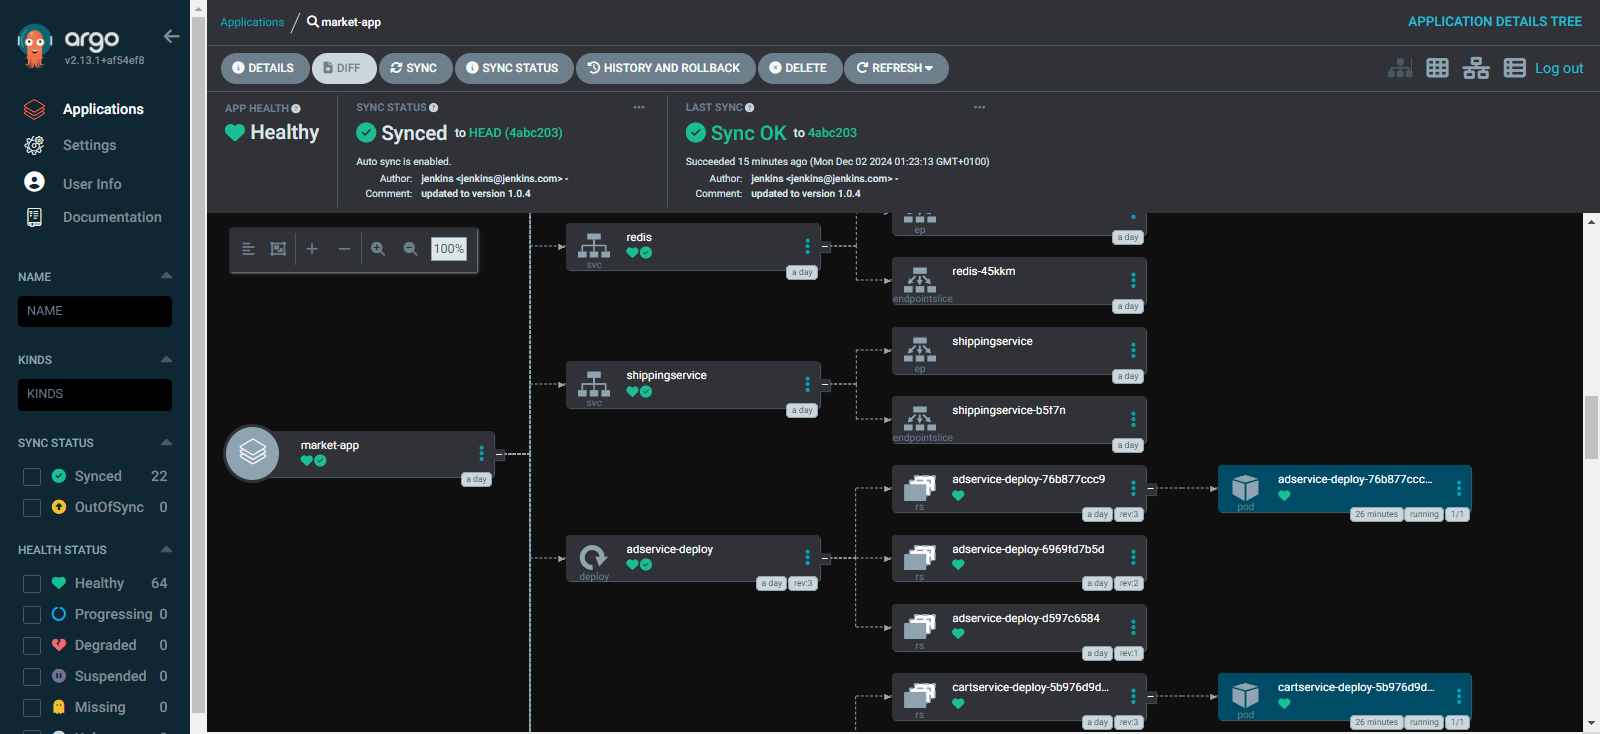 argo
v2.13.1+af54ef8
Applications
Settings
User Info
Documentation
NAME
NAME
KINDS
KINDS
SYNC STATUS
Synced 22
OutOfSync 0
HEALTH STATUS
Healthy 64
Progressing 0
Degraded 0
Suspended 0
Missing 0
Applications / market-app
APPLICATION DETAILS TREE
DETAILS DIFF SYNC SYNC STATUS HISTORY AND ROLLBACK DELETE REFRESH
Log out
APP HEALTH
Healthy
SYNC STATUS
Synced to HEAD (4abc203)
Auto sync is enabled.
Author: jenkins <jenkins@jenkins.com> -
Comment: updated to version 1.0.4
LAST SYNC
Sync OK to 4abc203
Succeeded 15 minutes ago (Mon Dec 02 2024 01:23:13 GMT+0100)
Author: jenkins <jenkins@jenkins.com> -
Comment: updated to version 1.0.4
100%
market-app
a day
redis
svc
a day
ep
a day
redis-45kkm
endpointslice
a day
shippingservice
svc
a day
shippingservice
ep
a day
shippingservice-b5f7n
endpointslice
a day
adservice-deploy
deploy
a day rev:3
adservice-deploy-76b877ccc9
rs
a day rev:3
adservice-deploy-76b877ccc...
pod
26 minutes running 1/1
adservice-deploy-6969fd7b5d
rs
a day rev:2
adservice-deploy-d597c6584
rs
a day rev:1
cartservice-deploy-5b976d9d...
rs
a day rev:3
cartservice-deploy-5b976d9d...
pod
26 minutes running 1/1